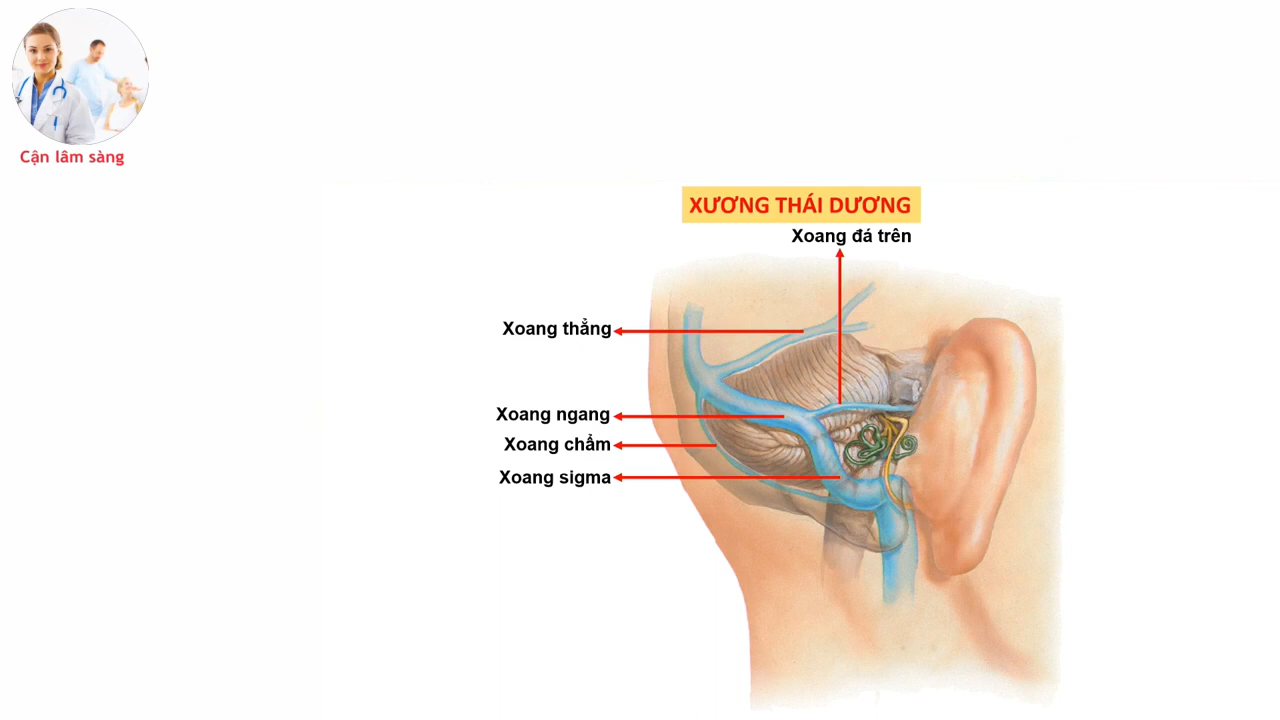 Cận lâm sàng
XƯƠNG THÁI DƯƠNG
Xoang đá trên
Xoang thẳng
Xoang ngang
Xoang chẩm
Xoang sigma